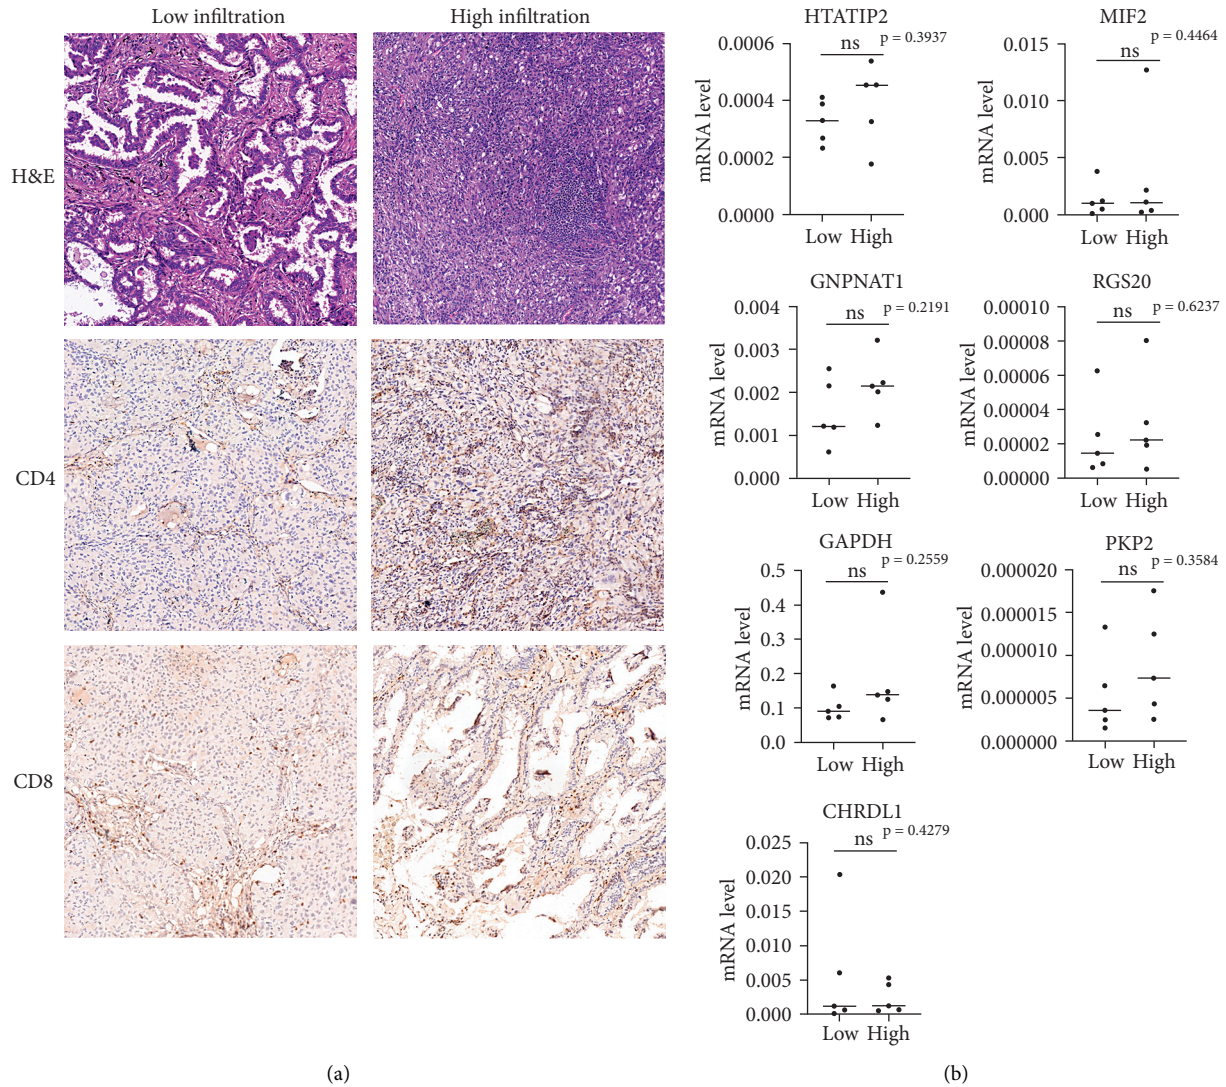 Low infiltration
High infiltration
H&E
CD4
CD8
(a)
HTATIP2
ns
p = 0.3937
mRNA level
0.0006
0.0004
0.0002
0.0000
Low High
MIF2
ns
p = 0.4464
mRNA level
0.015
0.010
0.005
0.000
Low High
GNPNAT1
ns
p = 0.2191
mRNA level
0.004
0.003
0.002
0.001
0.000
Low High
RGS20
ns
p = 0.6237
mRNA level
0.00010
0.00008
0.00006
0.00004
0.00002
0.00000
Low High
GAPDH
ns
p = 0.2559
mRNA level
0.5
0.4
0.3
0.2
0.1
0.0
Low High
PKP2
ns
p = 0.3584
mRNA level
0.000020
0.000015
0.000010
0.000005
0.000000
Low High
CHRDL1
ns
p = 0.4279
mRNA level
0.025
0.020
0.015
0.010
0.005
0.000
Low High
(b)